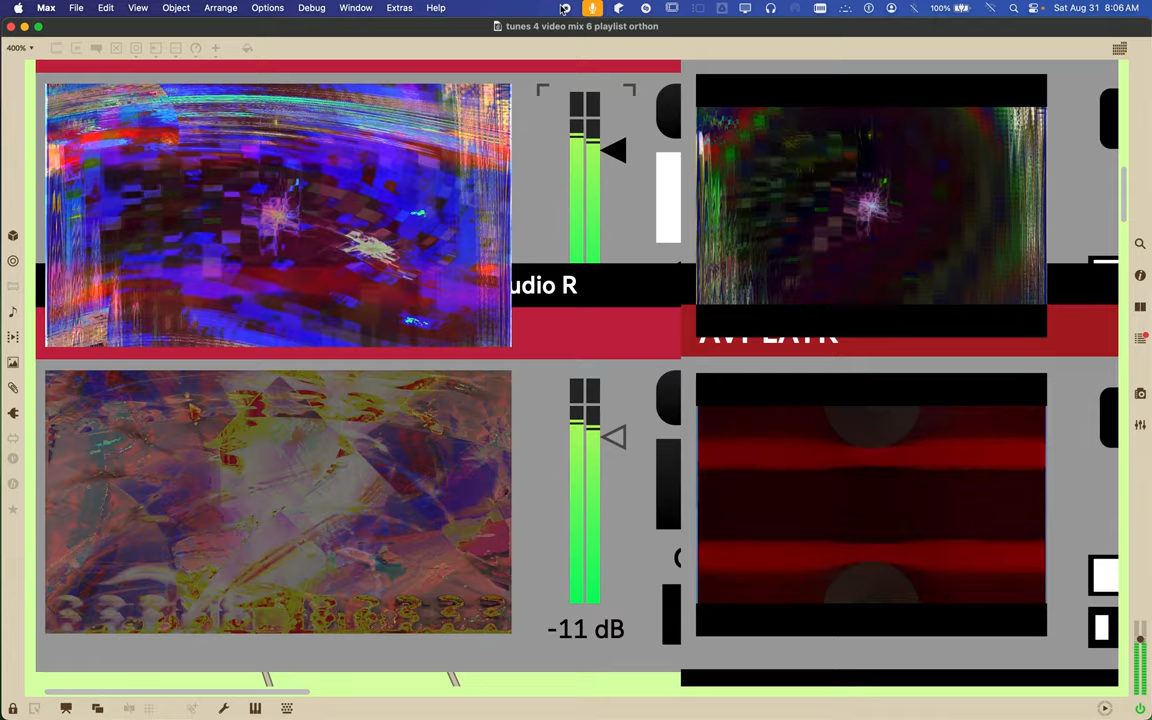 Max File Edit View Object Arrange Options Debug Window Extras Help 100% Sat Aug 31 8:06 AM
tunes 4 video mix 6 playlist orthon
400%
udio R
AVPLAYR
-11 dB